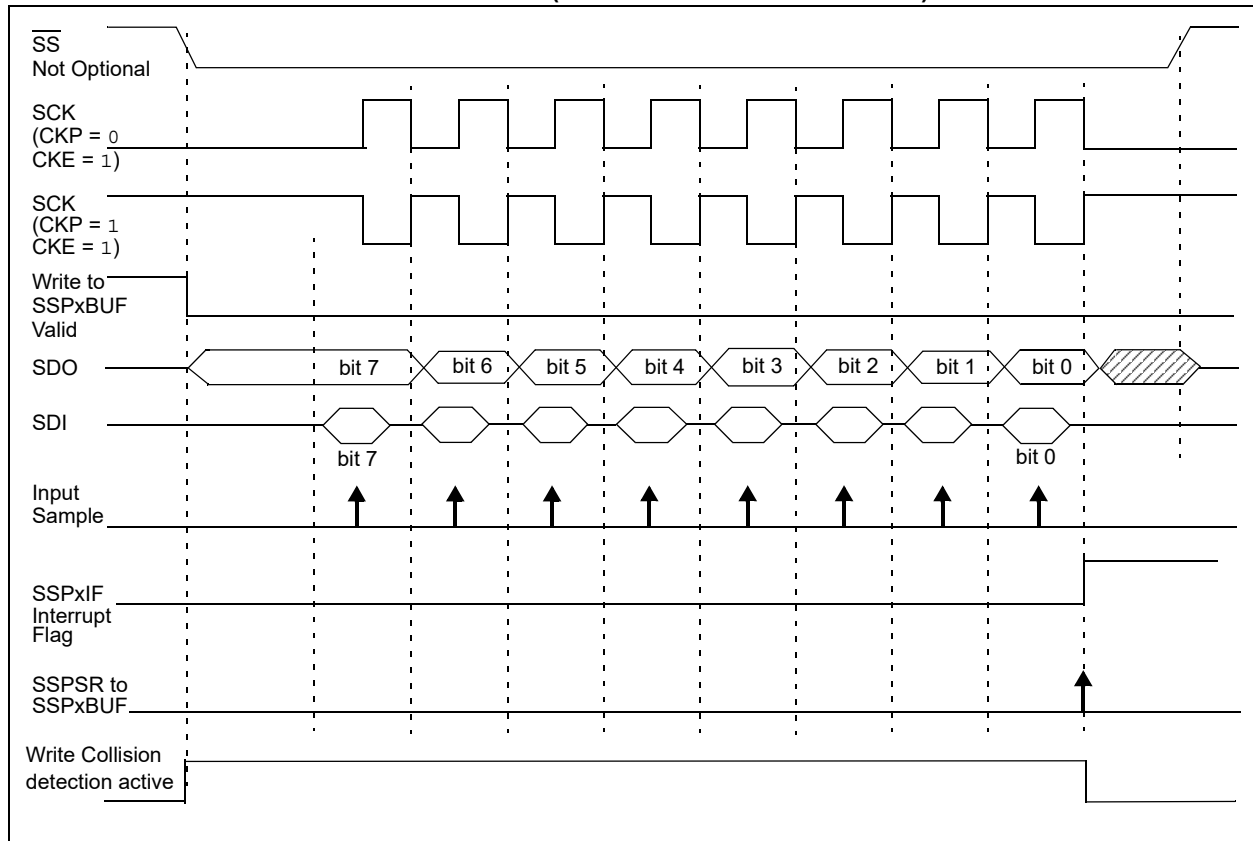 SS
Not Optional
SCK
(CKP = 0
CKE = 1)
SCK
(CKP = 1
CKE = 1)
Write to
SSPxBUF
Valid
SDO
bit 7 bit 6 bit 5 bit 4 bit 3 bit 2 bit 1 bit 0
SDI
bit 7 bit 0
Input
Sample
SSPxIF
Interrupt
Flag
SSPSR to
SSPxBUF
Write Collision
detection active